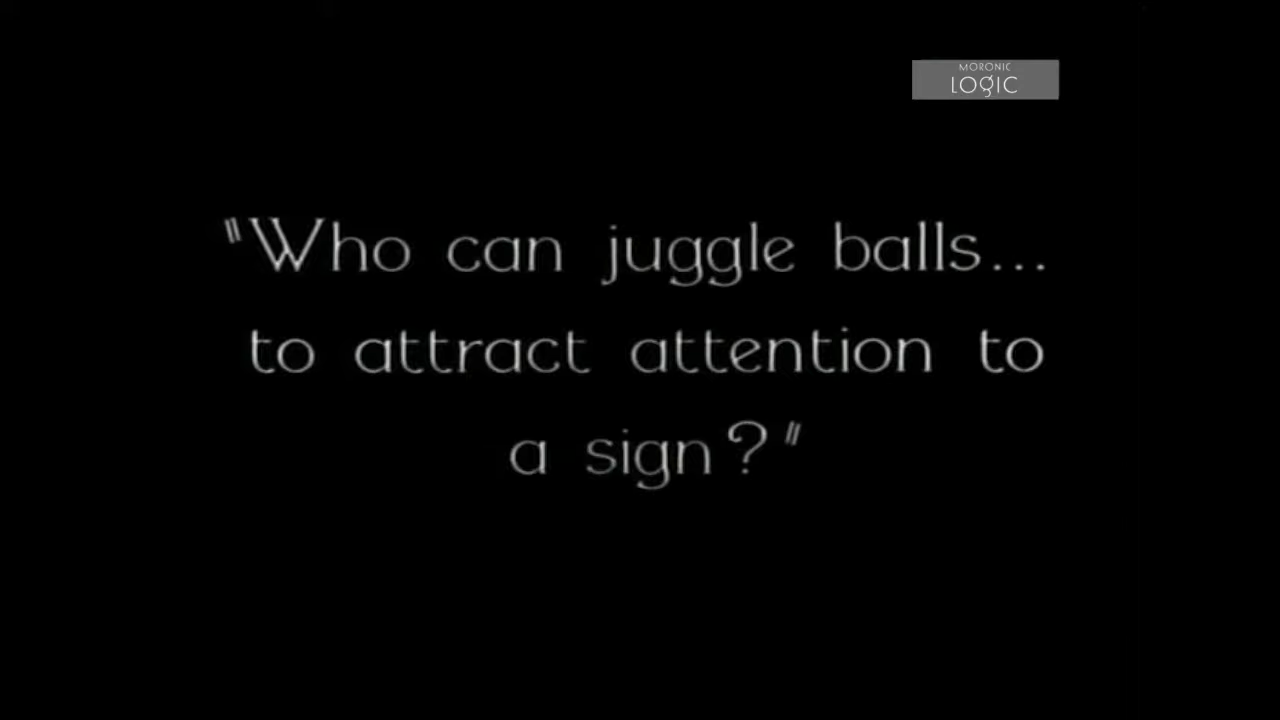 MORONIC
LOGIC
"Who can juggle balls...
to attract attention to
a sign?"